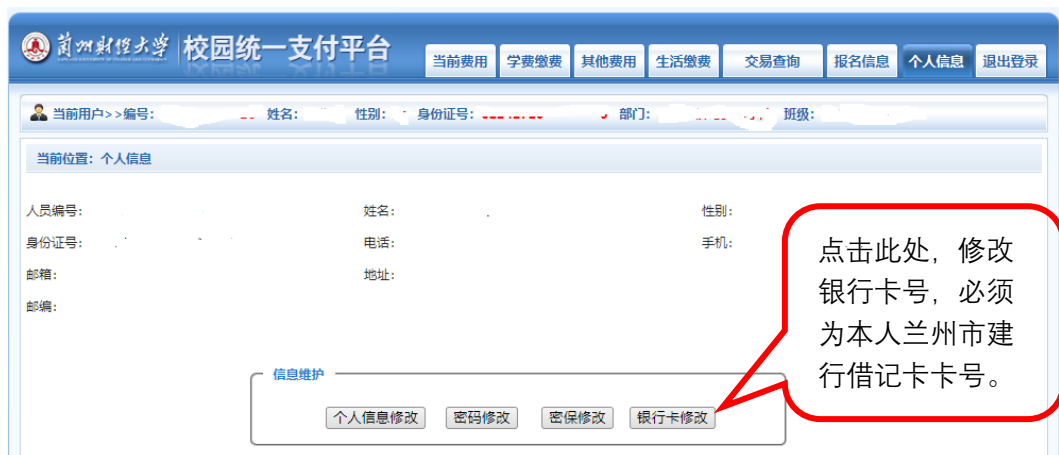 兰州财经大学 校园统一支付平台
当前费用 学费缴费 其他费用 生活缴费 交易查询 报名信息 个人信息 退出登录
当前用户>>编号： 姓名： 性别： 身份证号： 部门： 班级：
当前位置：个人信息
人员编号： 姓名： 性别：
身份证号： 电话： 手机：
邮箱： 地址：
邮编：
点击此处，修改
银行卡号，必须
为本人兰州市建
行借记卡卡号。
信息维护
个人信息修改 密码修改 密保修改 银行卡修改